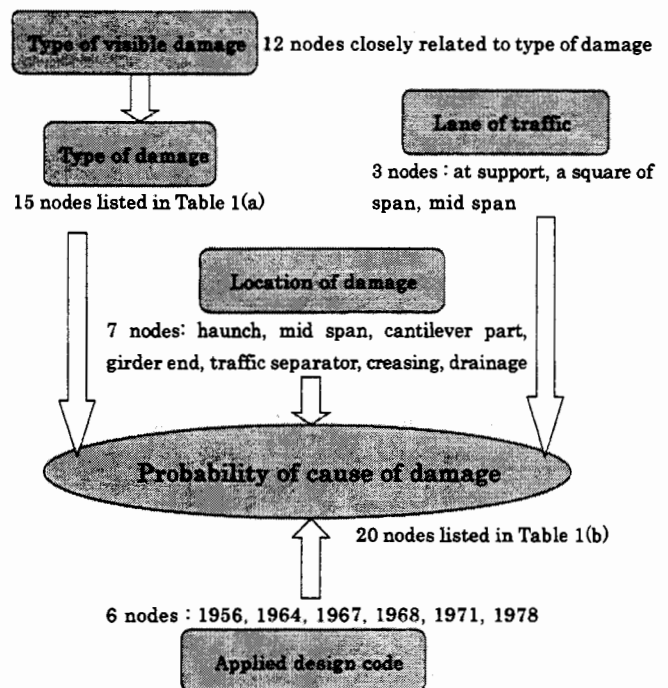 Type of visible damage
12 nodes closely related to type of damage
Type of damage
15 nodes listed in Table 1(a)
Lane of traffic
3 nodes : at support, a square of
span, mid span
Location of damage
7 nodes: haunch, mid span, cantilever part,
girder end, traffic separator, creasing, drainage
Probability of cause of damage
20 nodes listed in Table 1(b)
6 nodes : 1956, 1964, 1967, 1968, 1971, 1978
Applied design code